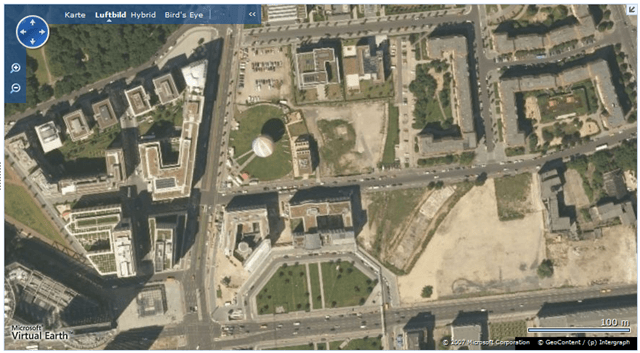 Karte Luftbild Hybrid Bird's Eye «
Microsoft
Virtual Earth
100 m
© 2007 Microsoft Corporation © GeoContent / (p) Intergraph